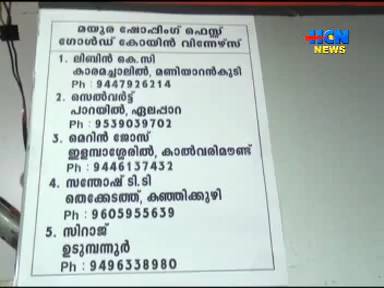 HCN
NEWS
മയൂര ഷോപ്പിംഗ് ഫെസ്റ്റ്
ഗോൾഡ് കോയിൻ വിന്നേഴ്സ്
1. ലിബിൻ കെ.സി
കാരമച്ചാലിൽ, മണിയാറൻകുടി
Ph : 9447926214
2. സെൽവർട്ട്
പാറയിൽ, ഏലപ്പാറ
Ph : 9539039702
3. മെറിൻ ജോസ്
ഇളമ്പാശ്ശേരിൽ, കാൽവരിമൗണ്ട്
Ph : 9446137432
4. സന്തോഷ് ടി.ടി
തെക്കേടത്ത്, കഞ്ഞിക്കുഴി
Ph : 9605955639
5. സിറാജ്
ഉടുമ്പന്നൂർ
Ph : 9496338980